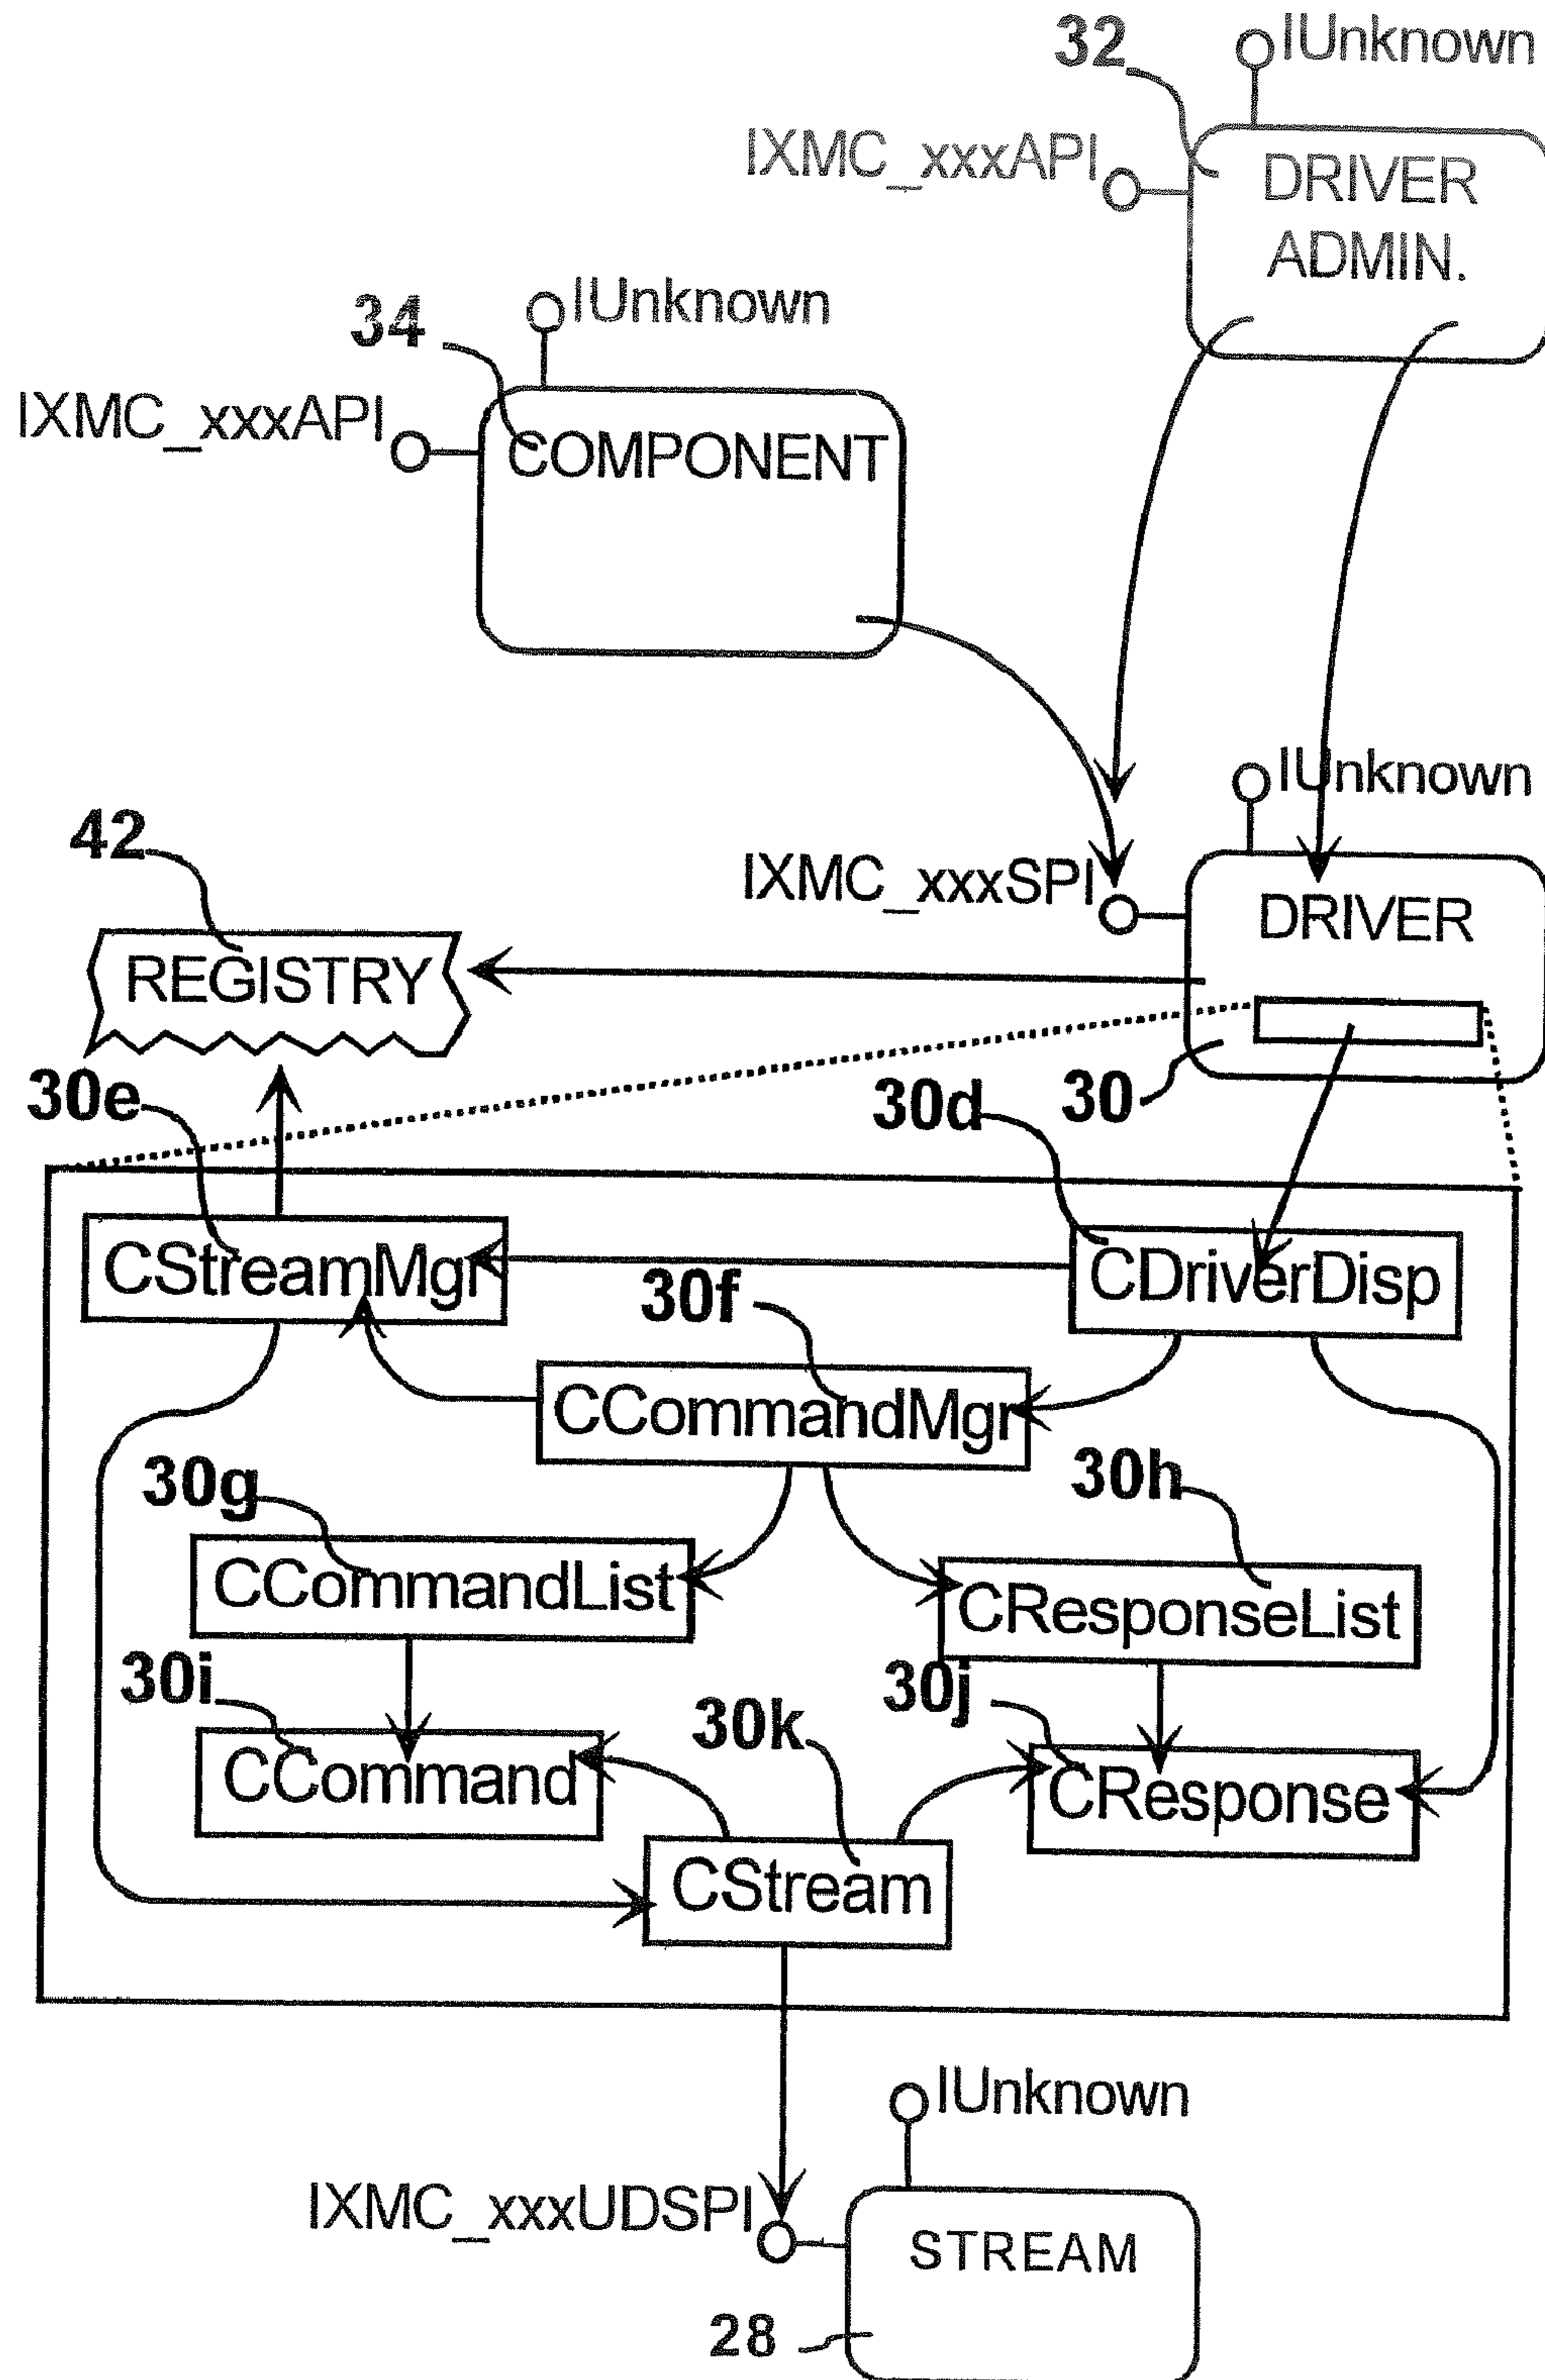 32
IUnknown
IXMC_xxxAPI
DRIVER
ADMIN.
34
IUnknown
IXMC_xxxAPI
COMPONENT
42
IUnknown
IXMC_xxxSPI
DRIVER
REGISTRY
30e
30d
30
CStreamMgr
CDriverDisp
30f
CCommandMgr
30g
30h
CCommandList
CResponseList
30i
30k
30j
CCommand
CResponse
CStream
IUnknown
IXMC_xxxUDSPI
STREAM
28